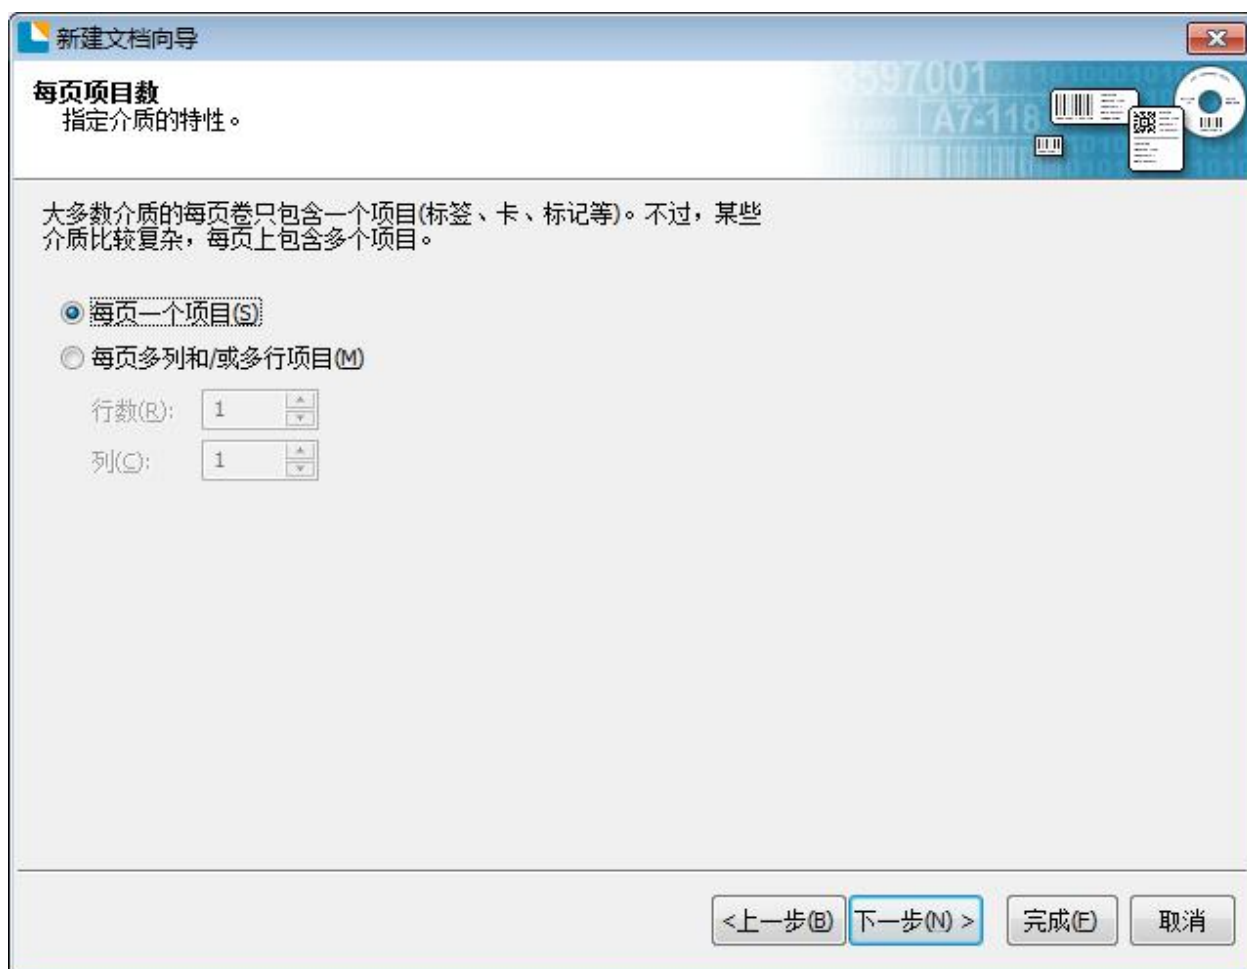 新建文档向导
每页项目数
指定介质的特性。
3597001
A7-118
大多数介质的每页卷只包含一个项目(标签、卡、标记等)。不过，某些
介质比较复杂，每页上包含多个项目。
每页一个项目(S)
每页多列和/或多行项目(M)
行数(R): 1
列(C): 1
<上一步(B) 下一步(N) > 完成(F) 取消